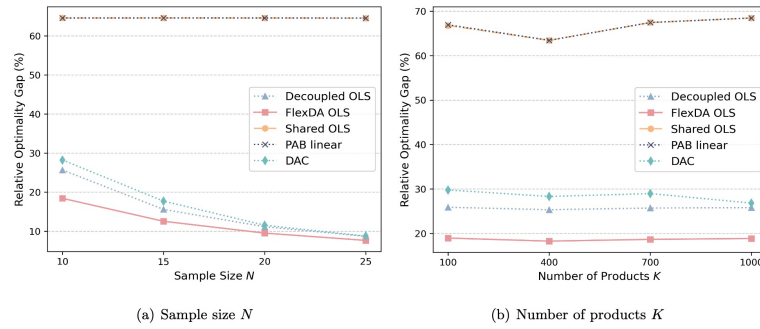 Relative Optimality Gap (%)
60
50
40
30
20
10
Decoupled OLS
FlexDA OLS
Shared OLS
PAB linear
DAC
10
15
20
25
Sample Size N
(a) Sample size N
Relative Optimality Gap (%)
70
60
50
40
30
20
Decoupled OLS
FlexDA OLS
Shared OLS
PAB linear
DAC
100
400
700
1000
Number of Products K
(b) Number of products K